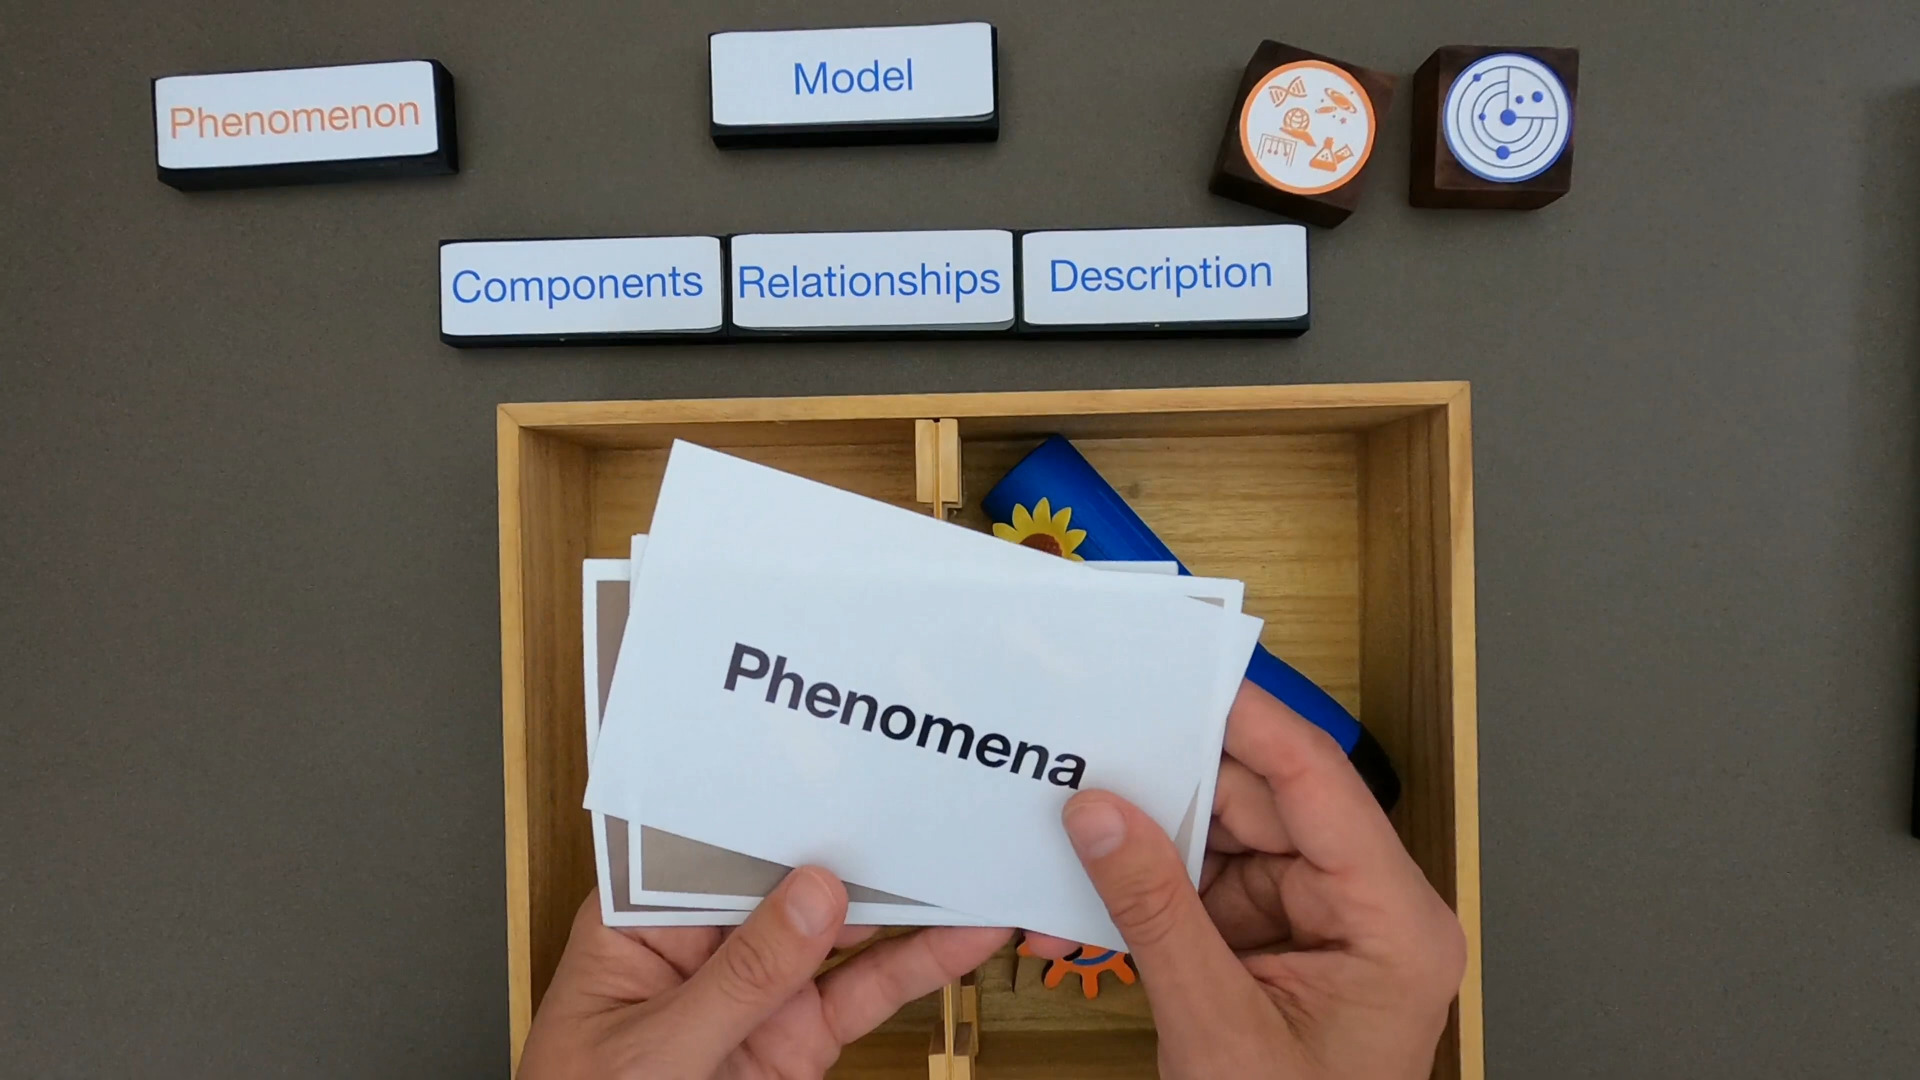 Phenomenon
Model
Components
Relationships
Description
Phenomena